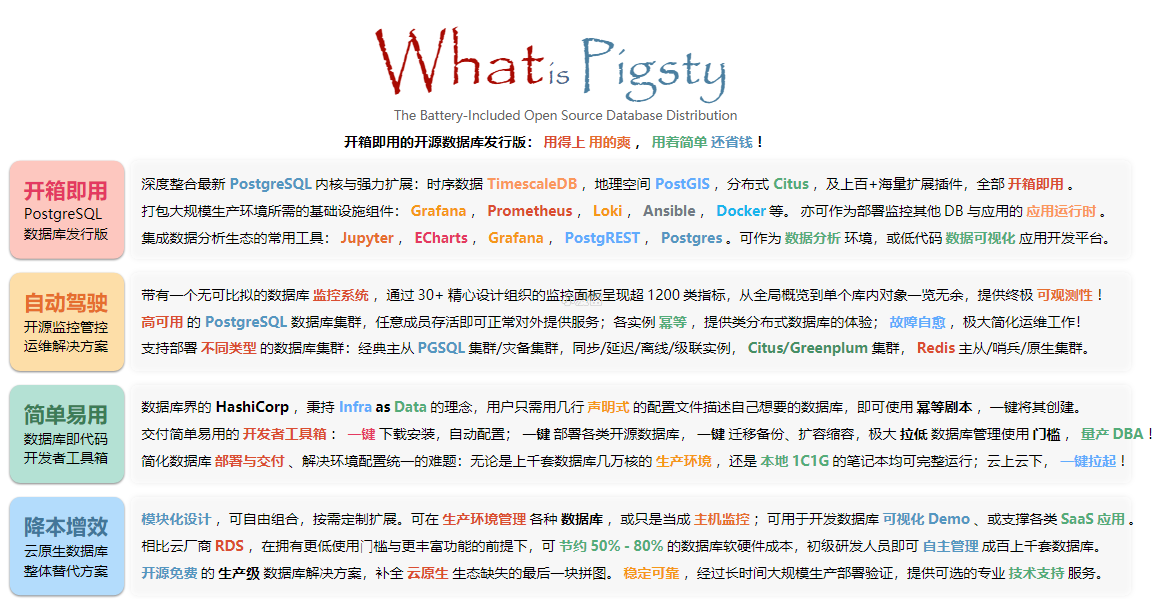 What is Pigsty
The Battery-Included Open Source Database Distribution
开箱即用的开源数据库发行版： 用得上 用的爽 ， 用着简单 还省钱！
开箱即用
PostgreSQL
数据库发行版
深度整合最新 PostgreSQL 内核与强力扩展：时序数据 TimescaleDB ，地理空间 PostGIS ，分布式 Citus ，及上百+海量扩展插件，全部 开箱即用 。
打包大规模生产环境所需的基础设施组件： Grafana ， Prometheus ， Loki ， Ansible ， Docker 等。 亦可作为部署监控其他 DB 与应用的 应用运行时 。
集成数据分析生态的常用工具： Jupyter ， ECharts ， Grafana ， PostgREST ， Postgres 。可作为 数据分析 环境，或低代码 数据可视化 应用开发平台。
自动驾驶
开源监控管控
运维解决方案
带有一个无可比拟的数据库 监控系统 ，通过 30+ 精心设计组织的监控面板呈现超 1200 类指标，从全局概览到单个库内对象一览无余，提供终极 可观测性！
高可用 的 PostgreSQL 数据库集群，任意成员存活即可正常对外提供服务；各实例 幂等 ，提供类分布式数据库的体验； 故障自愈 ，极大简化运维工作！
支持部署 不同类型 的数据库集群：经典主从 PGSQL 集群/灾备集群，同步/延迟/离线/级联实例， Citus/Greenplum 集群， Redis 主从/哨兵/原生集群。
简单易用
数据库即代码
开发者工具箱
数据库界的 HashiCorp ，秉持 Infra as Data 的理念，用户只需用几行 声明式 的配置文件描述自己想要的数据库，即可使用 幂等剧本 ，一键将其创建。
交付简单易用的 开发者工具箱 ： 一键 下载安装，自动配置； 一键 部署各类开源数据库， 一键 迁移备份、扩容缩容，极大 拉低 数据库管理使用 门槛 ， 量产 DBA！
简化数据库 部署与交付 、解决环境配置统一的难题：无论是上千套数据库几万核的 生产环境 ，还是 本地 1C1G 的笔记本均可完整运行；云上云下， 一键拉起！
降本增效
云原生数据库
整体替代方案
模块化设计 ，可自由组合，按需定制扩展。可在 生产环境管理 各种 数据库 ，或只是当成 主机监控 ；可用于开发数据库 可视化 Demo 、或支撑各类 SaaS 应用 。
相比云厂商 RDS ，在拥有更低使用门槛与更丰富功能的前提下，可 节约 50% - 80% 的数据库软硬件成本，初级研发人员即可 自主管理 成百上千套数据库。
开源免费 的 生产级 数据库解决方案，补全 云原生 生态缺失的最后一块拼图。 稳定可靠 ，经过长时间大规模生产部署验证，提供可选的专业 技术支持 服务。